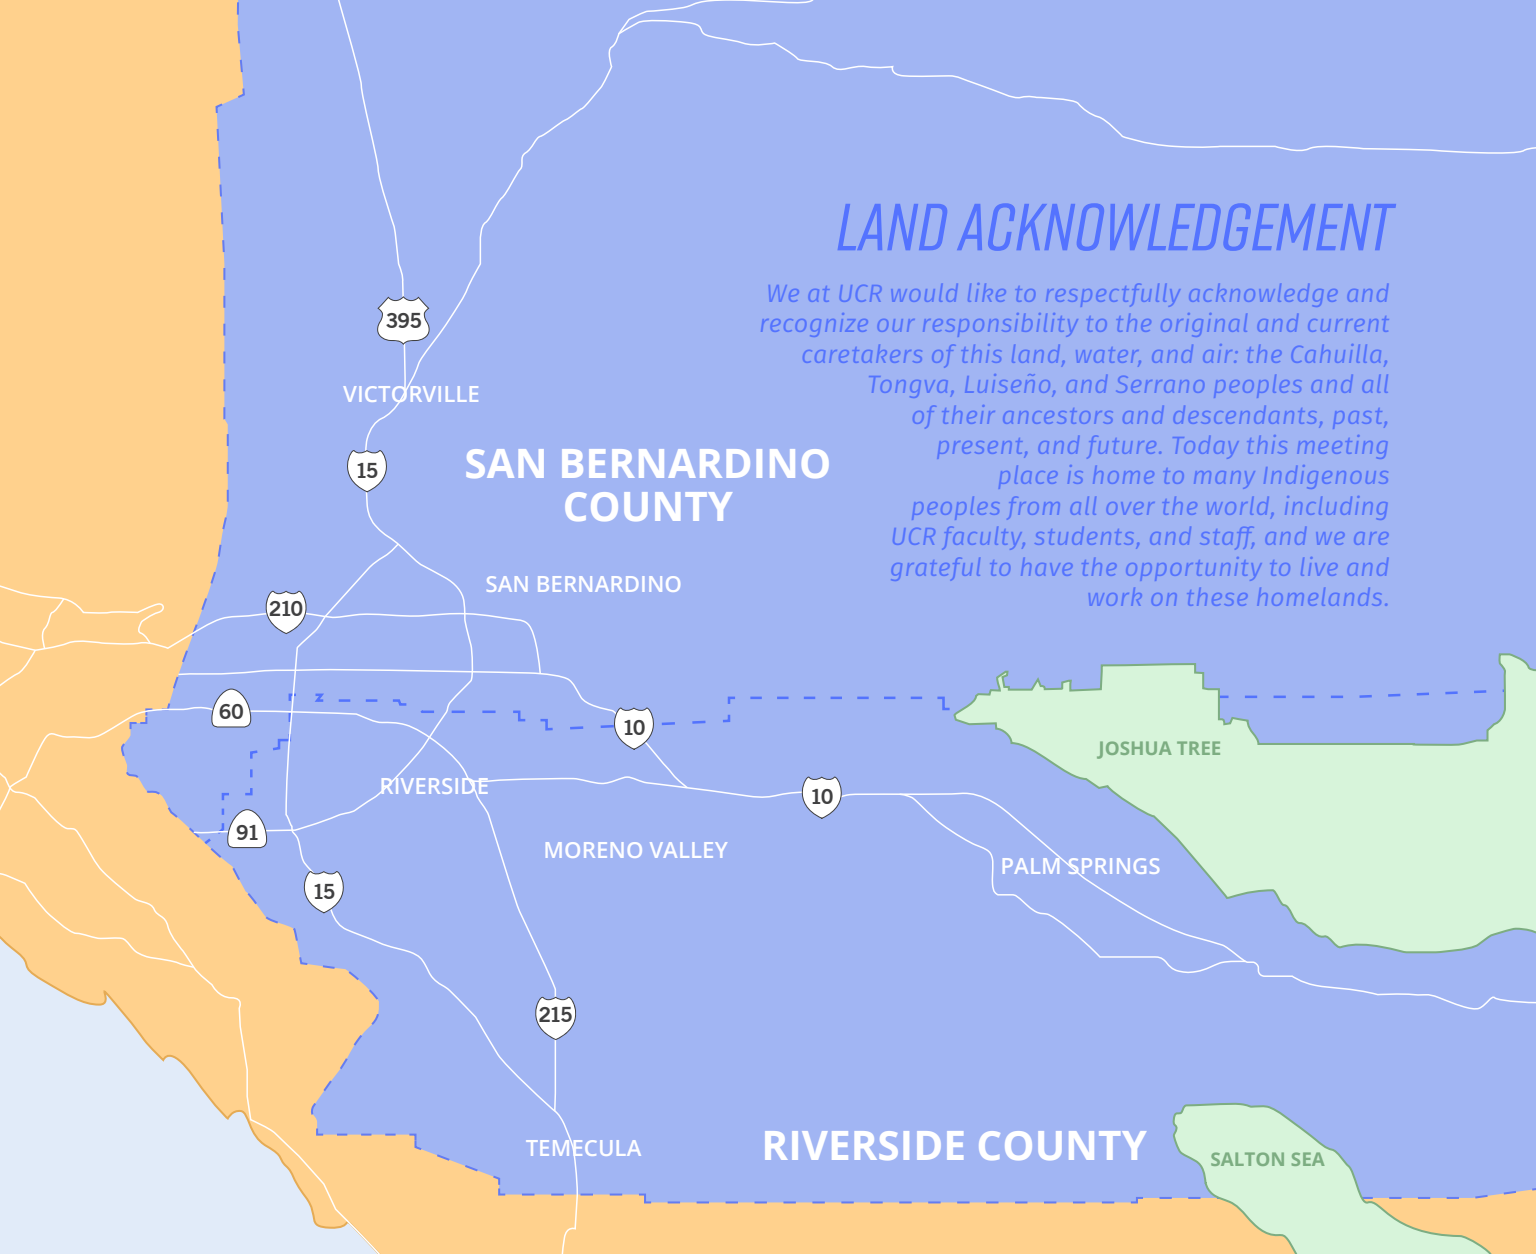 LAND ACKNOWLEDGEMENT
We at UCR would like to respectfully acknowledge and
recognize our responsibility to the original and current
caretakers of this land, water, and air: the Cahuilla,
Tongva, Luiseño, and Serrano peoples and all
of their ancestors and descendants, past,
present, and future. Today this meeting
place is home to many Indigenous
peoples from all over the world, including
UCR faculty, students, and staff, and we are
grateful to have the opportunity to live and
work on these homelands.
395
VICTORVILLE
15
SAN BERNARDINO
COUNTY
SAN BERNARDINO
210
60
10
JOSHUA TREE
RIVERSIDE
10
91
MORENO VALLEY
PALM SPRINGS
15
215
TEMECULA
RIVERSIDE COUNTY
SALTON SEA